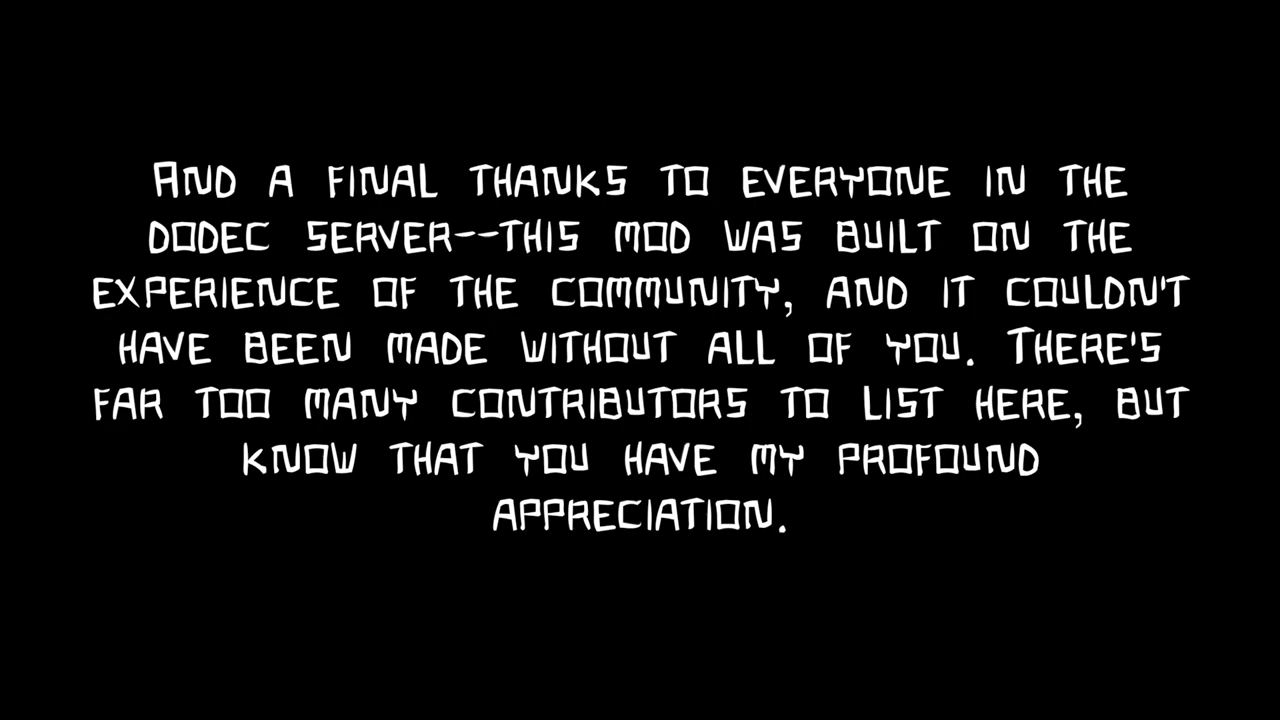 And a final thanks to everyone in the
dodec server--this mod was built on the
experience of the community, and it couldn't
have been made without all of you. There's
far too many contributors to list here, but
know that you have my profound
appreciation.